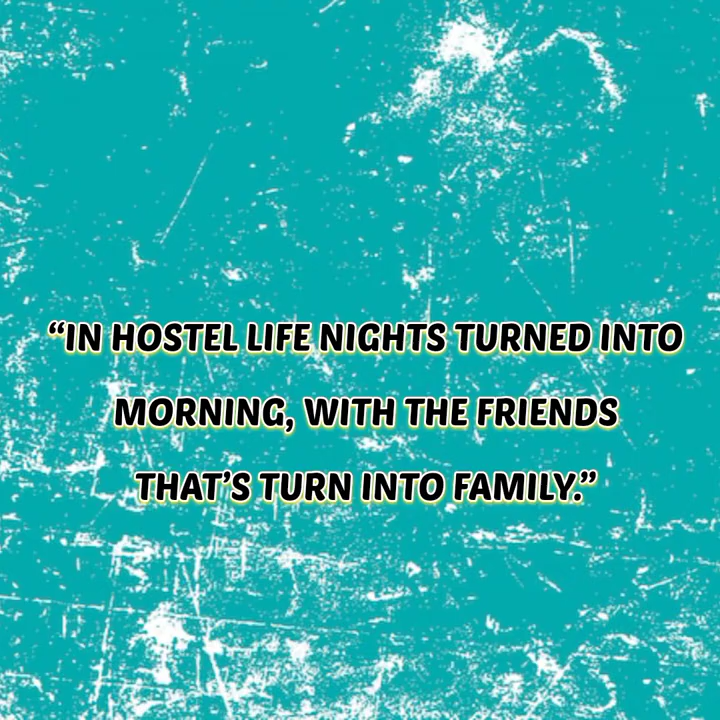 “IN HOSTEL LIFE NIGHTS TURNED INTO
MORNING, WITH THE FRIENDS
THAT’S TURN INTO FAMILY.”